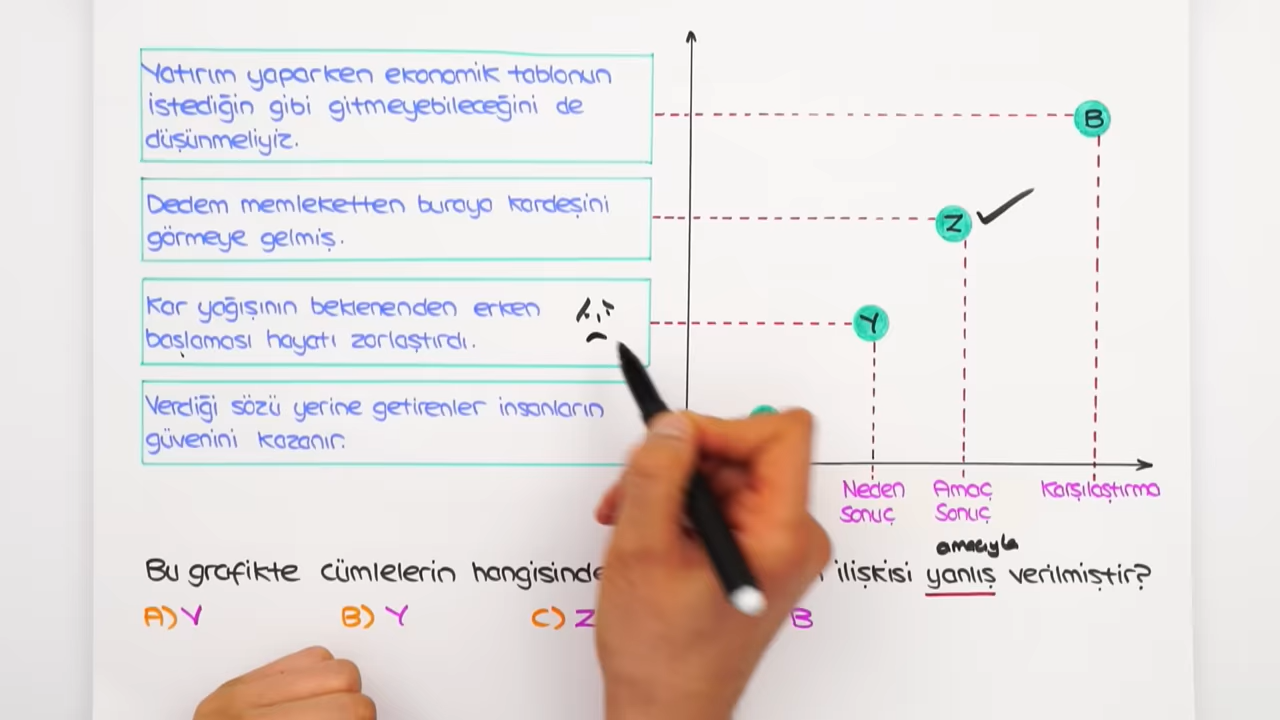 Yatırım yaparken ekonomik tablonun
istediğin gibi gitmeyebileceğini de
düşünmeliyiz.
B
Dedem memleketten buraya kardeşini
görmeye gelmiş.
Z
Kar yağışının beklenenden erken
başlaması hayatı zorlaştırdı.
Y
Verdiği sözü yerine getirenler insanların
güvenini kazanır.
Neden
Sonuç
Amaç
Sonuç
Karşılaştırma
amacıyla
Bu grafikte cümlelerin hangisinde ilişkisi yanlış verilmiştir?
A) V B) Y C) Z B